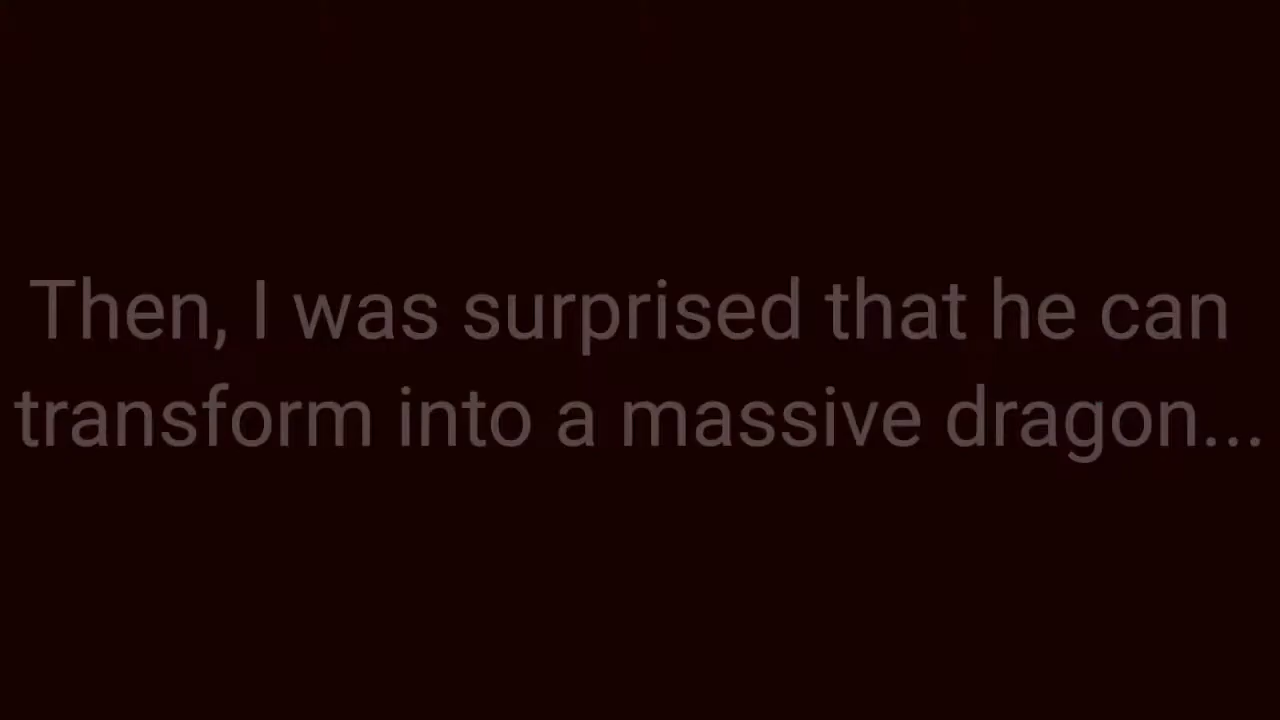 Then, I was surprised that he can
transform into a massive dragon...